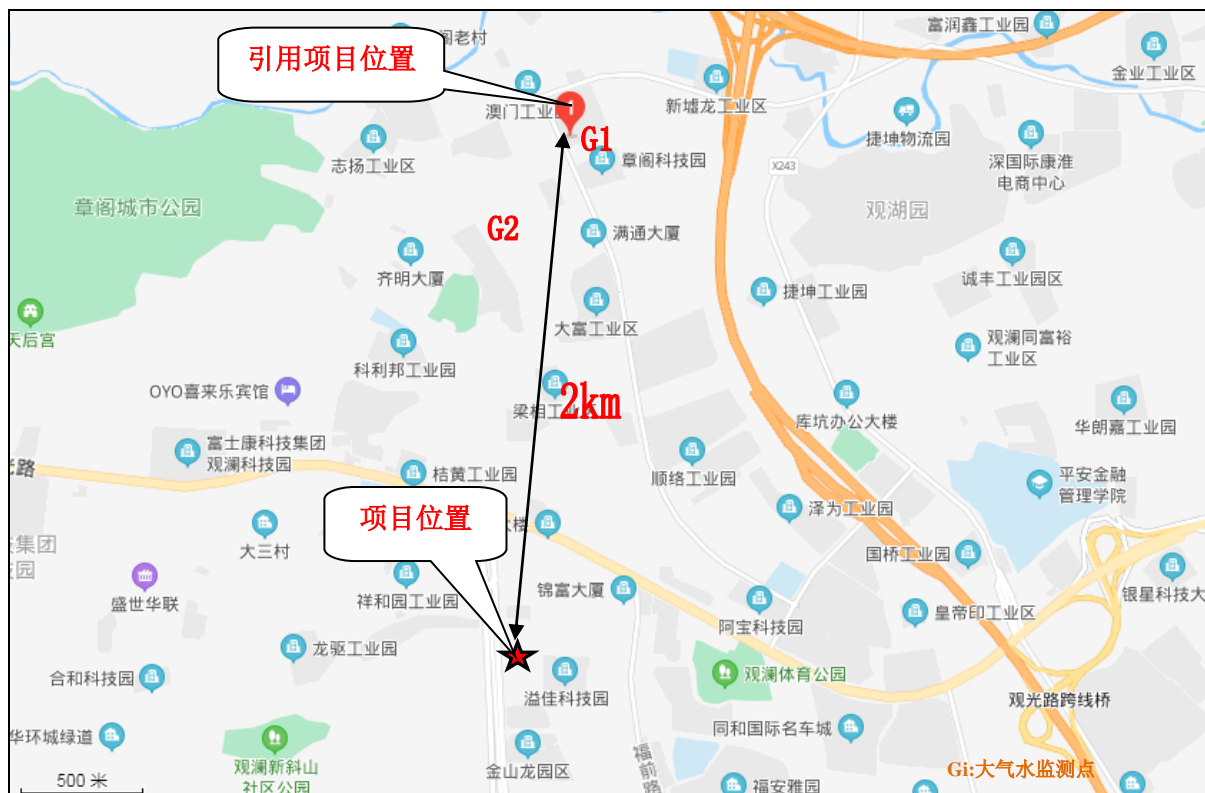 富润鑫工业园
阁老村
引用项目位置
金业工业区
澳门工业
新墟龙工业区
G1
捷坤物流园
志扬工业区
章阁科技园
X243
深国际康淮
电商中心
章阁城市公园
观湖园
G2
满通大厦
齐明大厦
诚丰工业园区
捷坤工业园
天后宫
大富工业区
观澜同富裕
工业区
科利邦工业园
OYO喜来乐宾馆
梁相工业
2km
库坑办公大楼
华朗嘉工业园
富士康科技集团
观澜科技园
光路
桔黄工业园
顺络工业园
平安金融
管理学院
项目位置
大楼
泽为工业园
大三村
集团
园
国桥工业园
盛世华联
祥和园工业园
锦富大厦
银星科技大
阿宝科技园
皇帝印工业区
龙驱工业园
合和科技园
溢佳科技园
观澜体育公园
观光路跨线桥
华环城绿道
同和国际名车城
观澜新斜山
社区公园
金山龙园区
福前路
Gi:大气水监测点
500 米
福安雅园